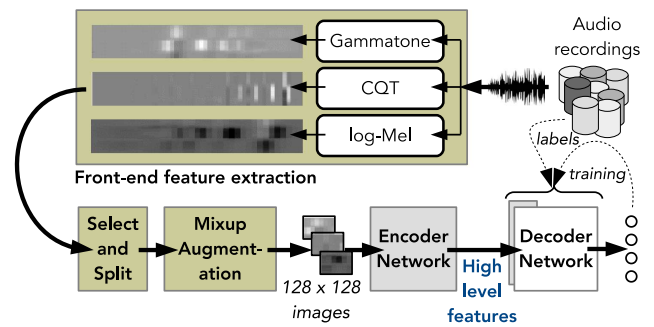 Audio
recordings
Gammatone
CQT
log-Mel
labels
training
Front-end feature extraction
Select
and
Split
Mixup
Augment-
ation
128 x 128
images
Encoder
Network
High
level
features
Decoder
Network